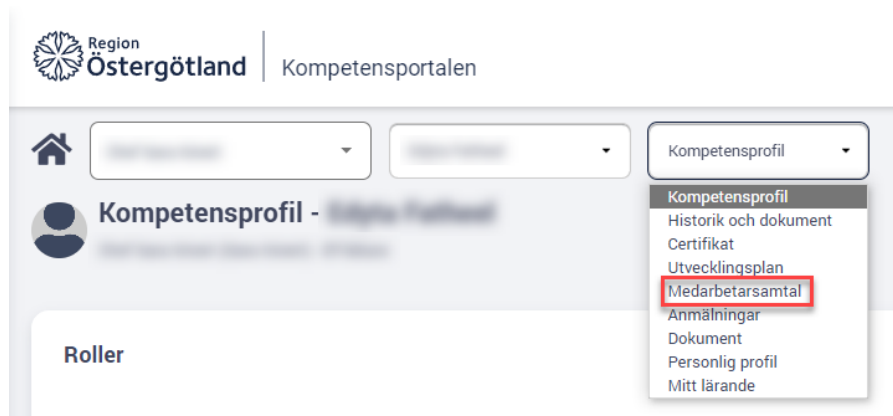 Region
Östergötland
Kompetensportalen
Kompetensprofil
Kompetensprofil -
Kompetensprofil
Historik och dokument
Certifikat
Utvecklingsplan
Medarbetarsamtal
Anmälningar
Dokument
Personlig profil
Mitt lärande
Roller